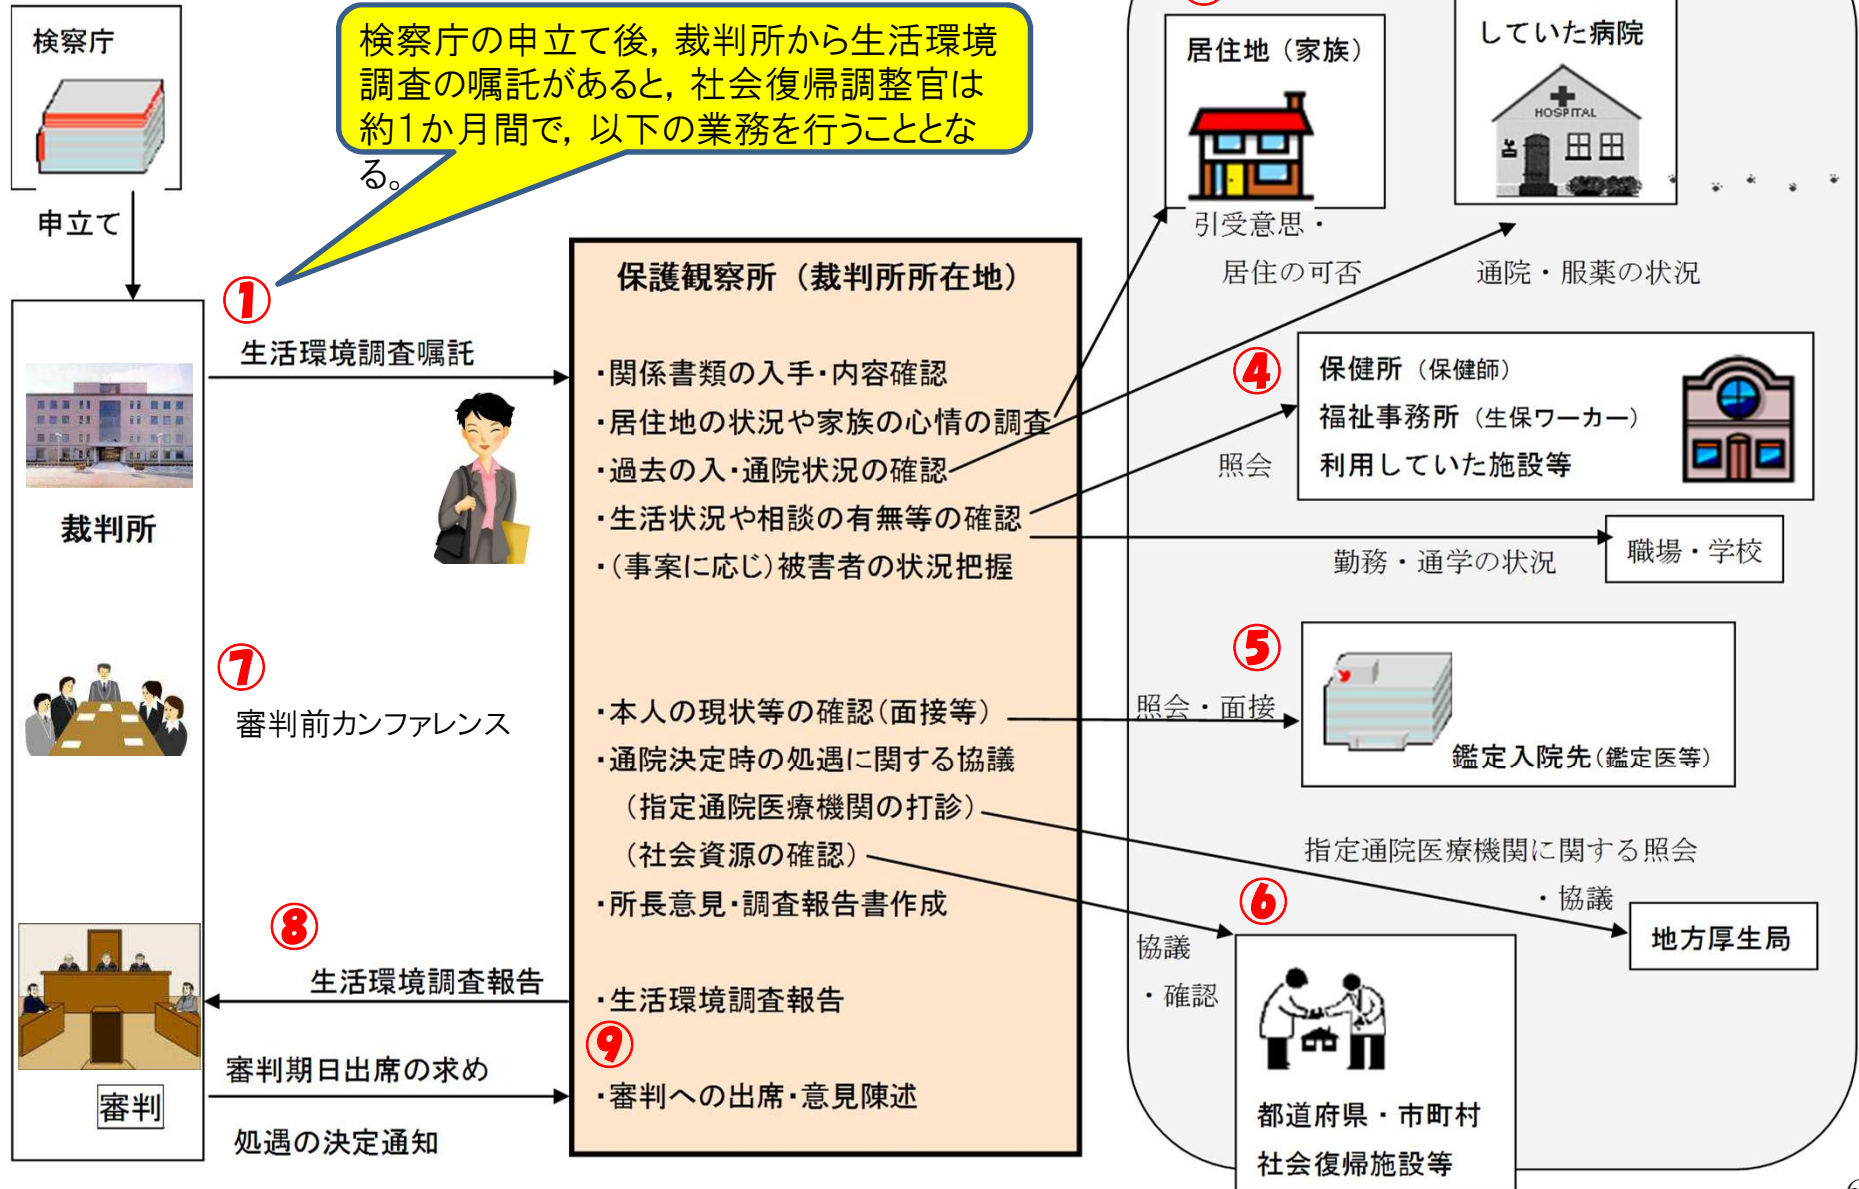 検察庁
申立て
検察庁の申立て後，裁判所から生活環境
調査の嘱託があると，社会復帰調整官は
約１か月間で，以下の業務を行うこととな
る。
①
生活環境調査嘱託
裁判所
⑦
審判前カンファレンス
⑧
生活環境調査報告
審判期日出席の求め
審判
処遇の決定通知
保護観察所（裁判所所在地）
・関係書類の入手・内容確認
・居住地の状況や家族の心情の調査
・過去の入・通院状況の確認
・生活状況や相談の有無等の確認
・（事案に応じ）被害者の状況把握
・本人の現状等の確認（面接等）
・通院決定時の処遇に関する協議
（指定通院医療機関の打診）
（社会資源の確認）
・所長意見・調査報告書作成
・生活環境調査報告
⑨
・審判への出席・意見陳述
居住地（家族）
引受意思・
居住の可否
していた病院
HOSPITAL
通院・服薬の状況
④
保健所（保健師）
福祉事務所（生保ワーカー）
利用していた施設等
照会
勤務・通学の状況
職場・学校
⑤
照会・面接
鑑定入院先（鑑定医等）
指定通院医療機関に関する照会
・協議
地方厚生局
⑥
協議
・確認
都道府県・市町村
社会復帰施設等